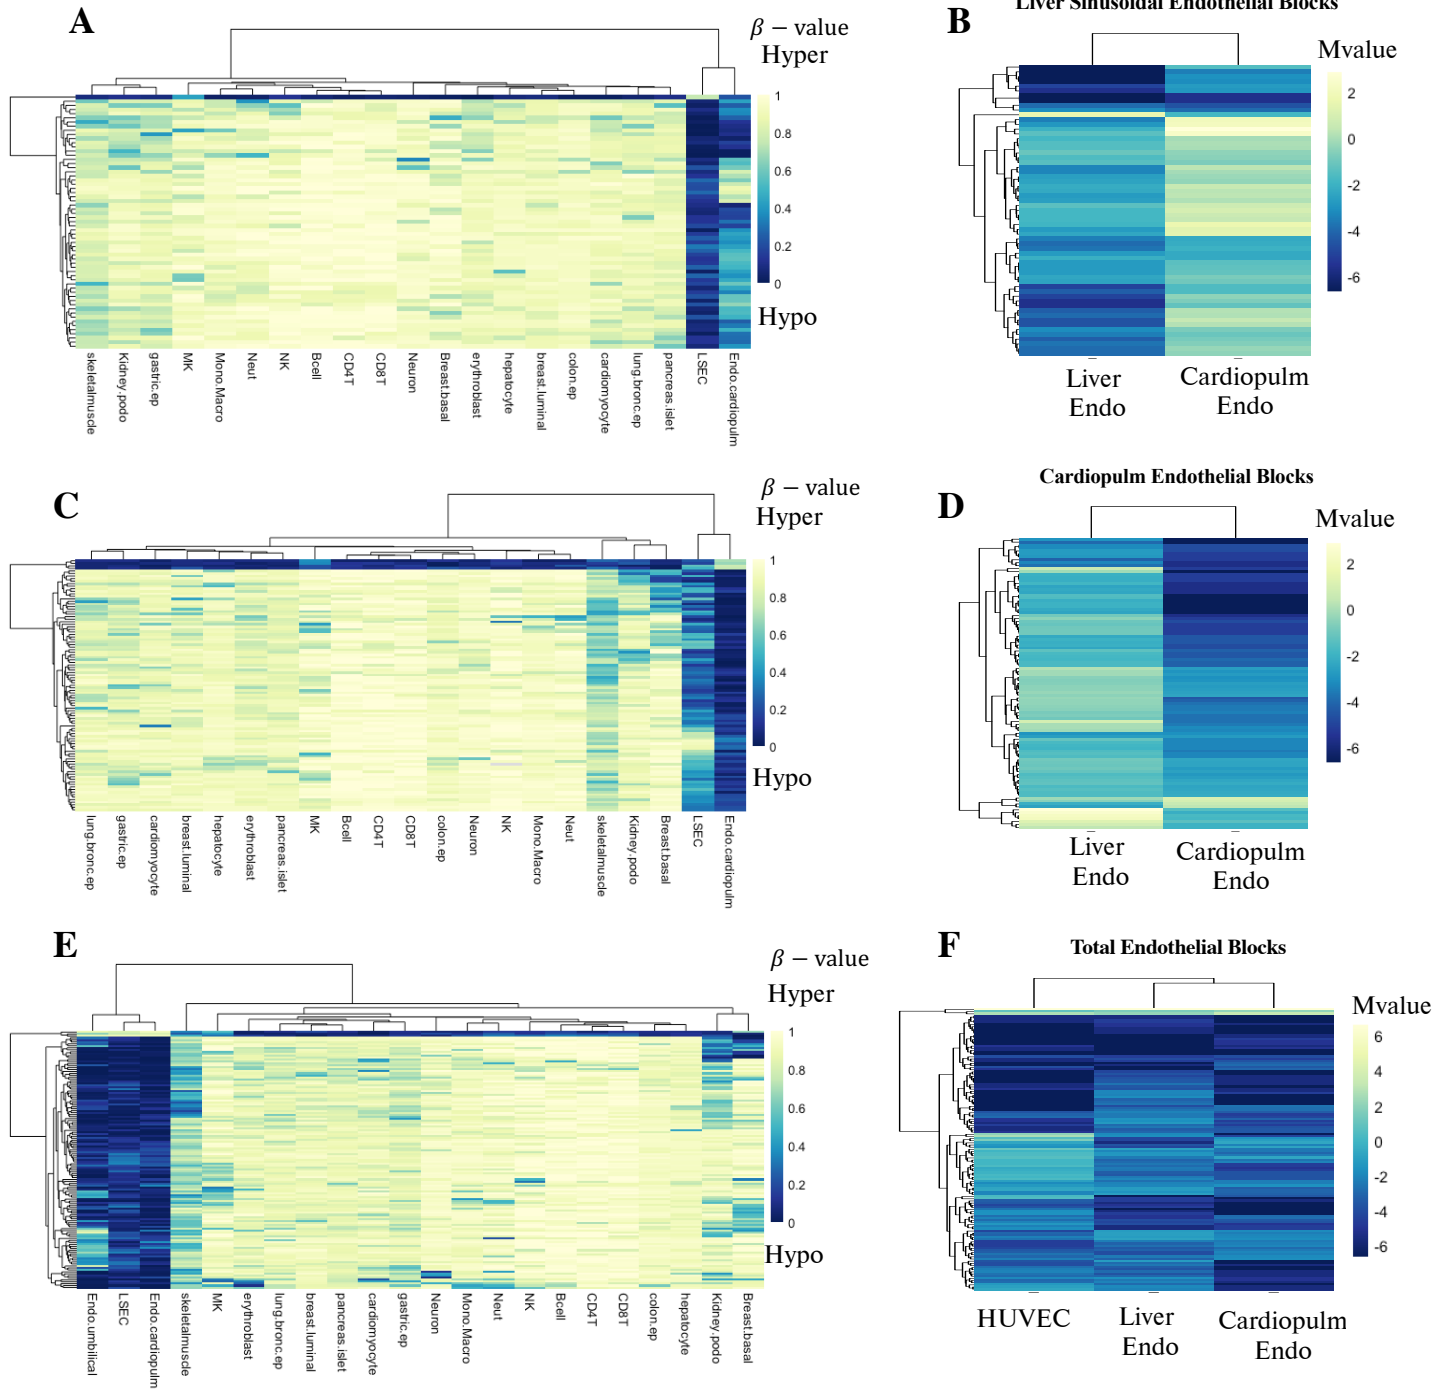 A
β – value
Hyper
1
0.8
0.6
0.4
0.2
0
Hypo
skeletalmuscle
Kidney.podo
gastric.ep
MK
Mono.Macro
Neut
NK
Bcell
CD4T
CD8T
Neuron
Breast.basal
erythroblast
hepatocyte
breast.luminal
colon.ep
cardiomyocyte
lung.bronc.ep
pancreas.islet
LSEC
Endo.cardiopulm
Liver Sinusoidal Endothelial Blocks
B
Mvalue
2
0
-2
-4
-6
Liver
Endo
Cardiopulm
Endo
C
β – value
Hyper
1
0.8
0.6
0.4
0.2
0
Hypo
lung.bronc.ep
gastric.ep
cardiomyocyte
breast.luminal
hepatocyte
erythroblast
pancreas.islet
MK
Bcell
CD4T
CD8T
colon.ep
Neuron
NK
Mono.Macro
Neut
skeletalmuscle
Kidney.podo
Breast.basal
LSEC
Endo.cardiopulm
Cardiopulm Endothelial Blocks
D
Mvalue
2
0
-2
-4
-6
Liver
Endo
Cardiopulm
Endo
E
β – value
Hyper
1
0.8
0.6
0.4
0.2
0
Hypo
Endo.umbilical
LSEC
Endo.cardiopulm
skeletalmuscle
MK
erythroblast
lung.bronc.ep
breast.luminal
pancreas.islet
cardiomyocyte
gastric.ep
Neuron
Mono.Macro
Neut
NK
Bcell
CD4T
CD8T
colon.ep
hepatocyte
Kidney.podo
Breast.basal
F
Total Endothelial Blocks
Mvalue
6
4
2
0
-2
-4
-6
HUVEC
Liver
Endo
Cardiopulm
Endo